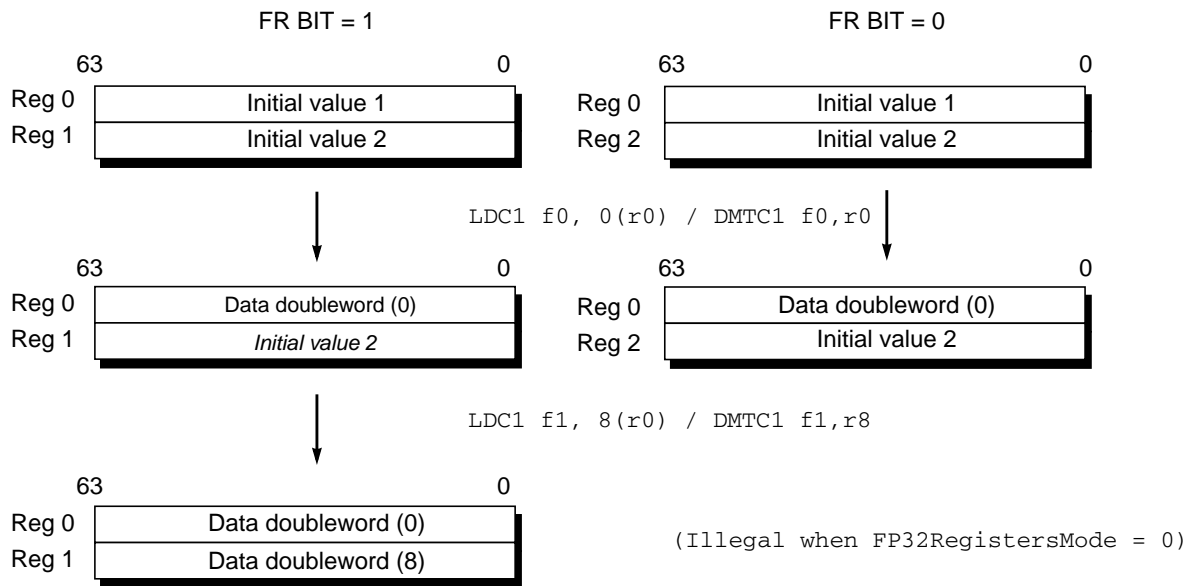 FR BIT = 1
FR BIT = 0
63 0
63 0
Reg 0 Initial value 1
Reg 1 Initial value 2
Reg 0 Initial value 1
Reg 2 Initial value 2
LDC1 f0, 0(r0) / DMTC1 f0,r0
63 0
63 0
Reg 0 Data doubleword (0)
Reg 1 Initial value 2
Reg 0 Data doubleword (0)
Reg 2 Initial value 2
LDC1 f1, 8(r0) / DMTC1 f1,r8
63 0
Reg 0 Data doubleword (0)
Reg 1 Data doubleword (8)
(Illegal when FP32RegistersMode = 0)